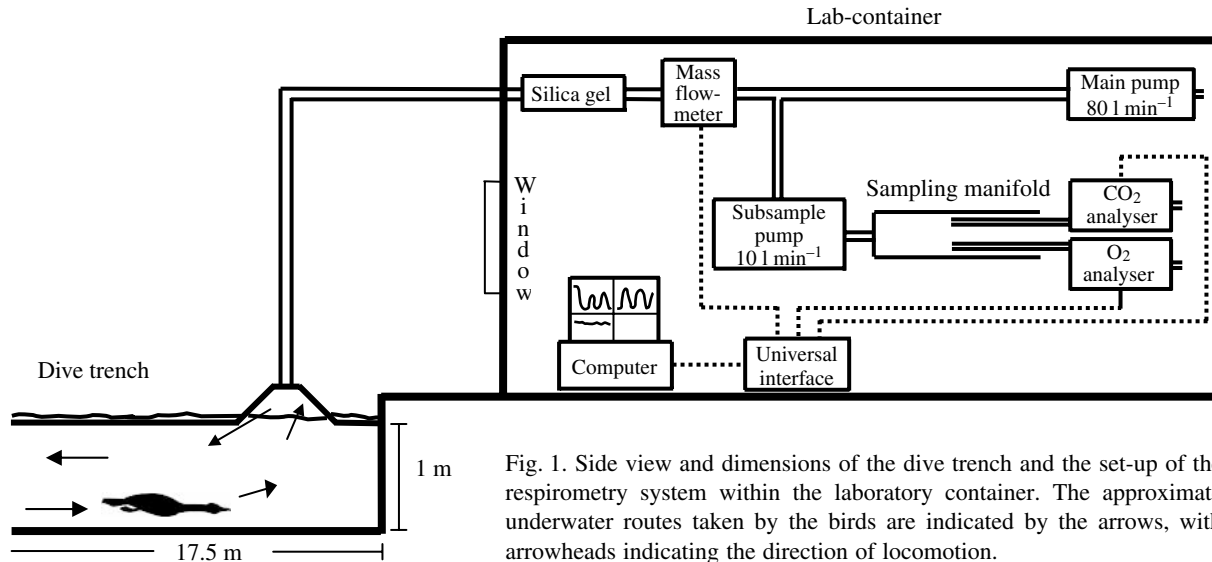 Lab-container
Silica gel
Mass
flow-
meter
Main pump
80 l min–1
Window
Subsample
pump
10 l min–1
Sampling manifold
CO2
analyser
O2
analyser
Computer
Universal
interface
Dive trench
1 m
17.5 m
Fig. 1. Side view and dimensions of the dive trench and the set-up of the
respirometry system within the laboratory container. The approximat
underwater routes taken by the birds are indicated by the arrows, with
arrowheads indicating the direction of locomotion.